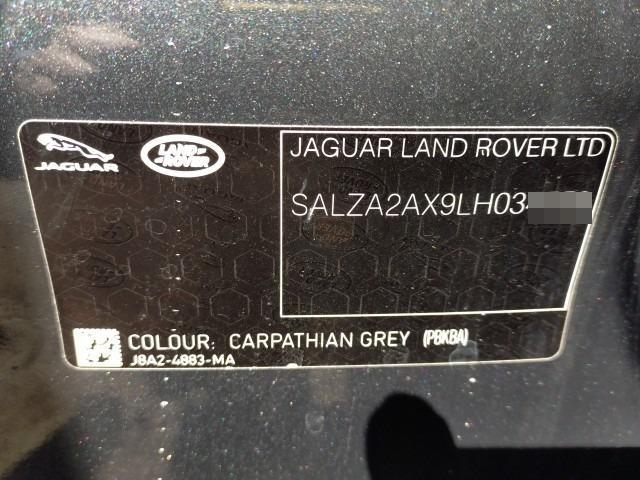 JAGUAR
LAND-ROVER
JAGUAR LAND ROVER LTD
SALZA2AX9LH03
COLOUR: CARPATHIAN GREY (PBKBA)
J8A2-4883-MA